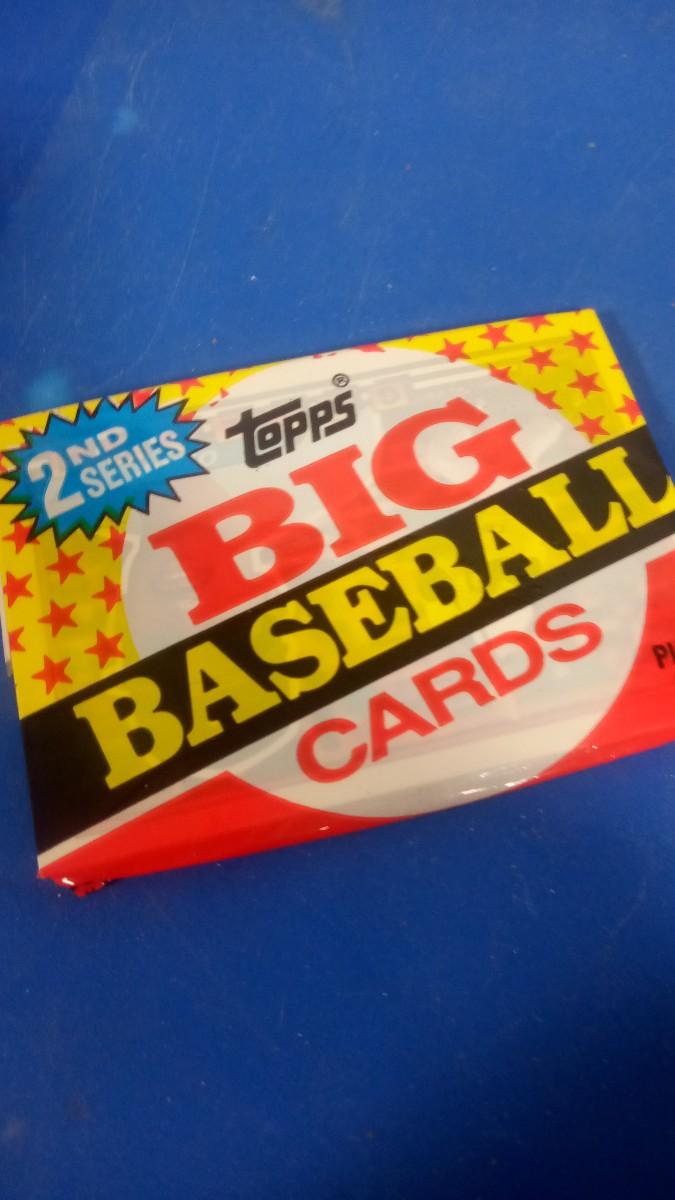 2ND
SERIES
topps®
BIG
BASEBALL
CARDS